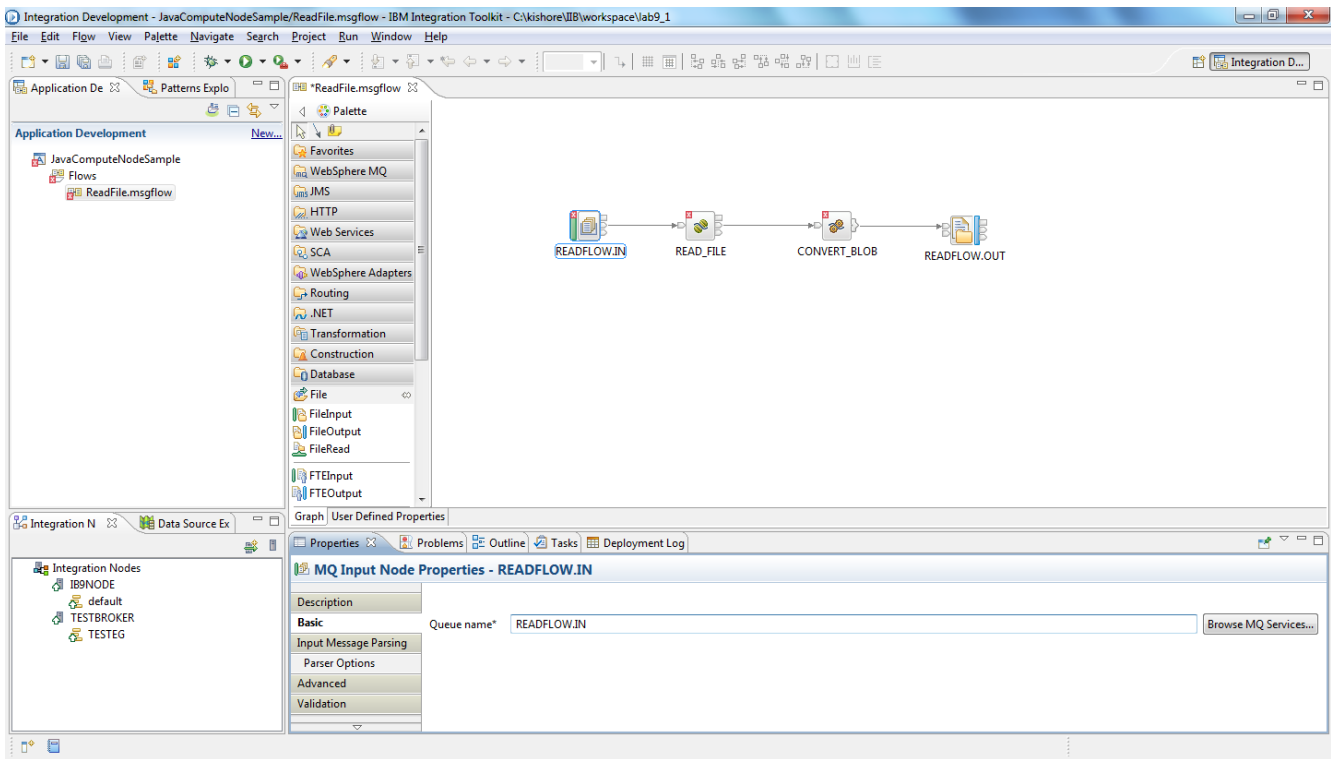 Integration Development - JavaComputeNodeSample/ReadFile.msgflow - IBM Integration Toolkit - C:\kishore\IIB\workspace\lab9_1
File Edit Flow View Palette Navigate Search Project Run Window Help
Integration D...
Application De
Patterns Explo
Application Development
New...
JavaComputeNodeSample
Flows
ReadFile.msgflow
*ReadFile.msgflow
Palette
Favorites
WebSphere MQ
JMS
HTTP
Web Services
SCA
WebSphere Adapters
Routing
.NET
Transformation
Construction
Database
File
FileInput
FileOutput
FileRead
FTEInput
FTEOutput
READFLOW.IN
READ_FILE
CONVERT_BLOB
READFLOW.OUT
Graph
User Defined Properties
Integration N
Data Source Ex
Integration Nodes
IB9NODE
default
TESTBROKER
TESTEG
Properties
Problems
Outline
Tasks
Deployment Log
MQ Input Node Properties - READFLOW.IN
Description
Basic
Input Message Parsing
Parser Options
Advanced
Validation
Queue name*
READFLOW.IN
Browse MQ Services...